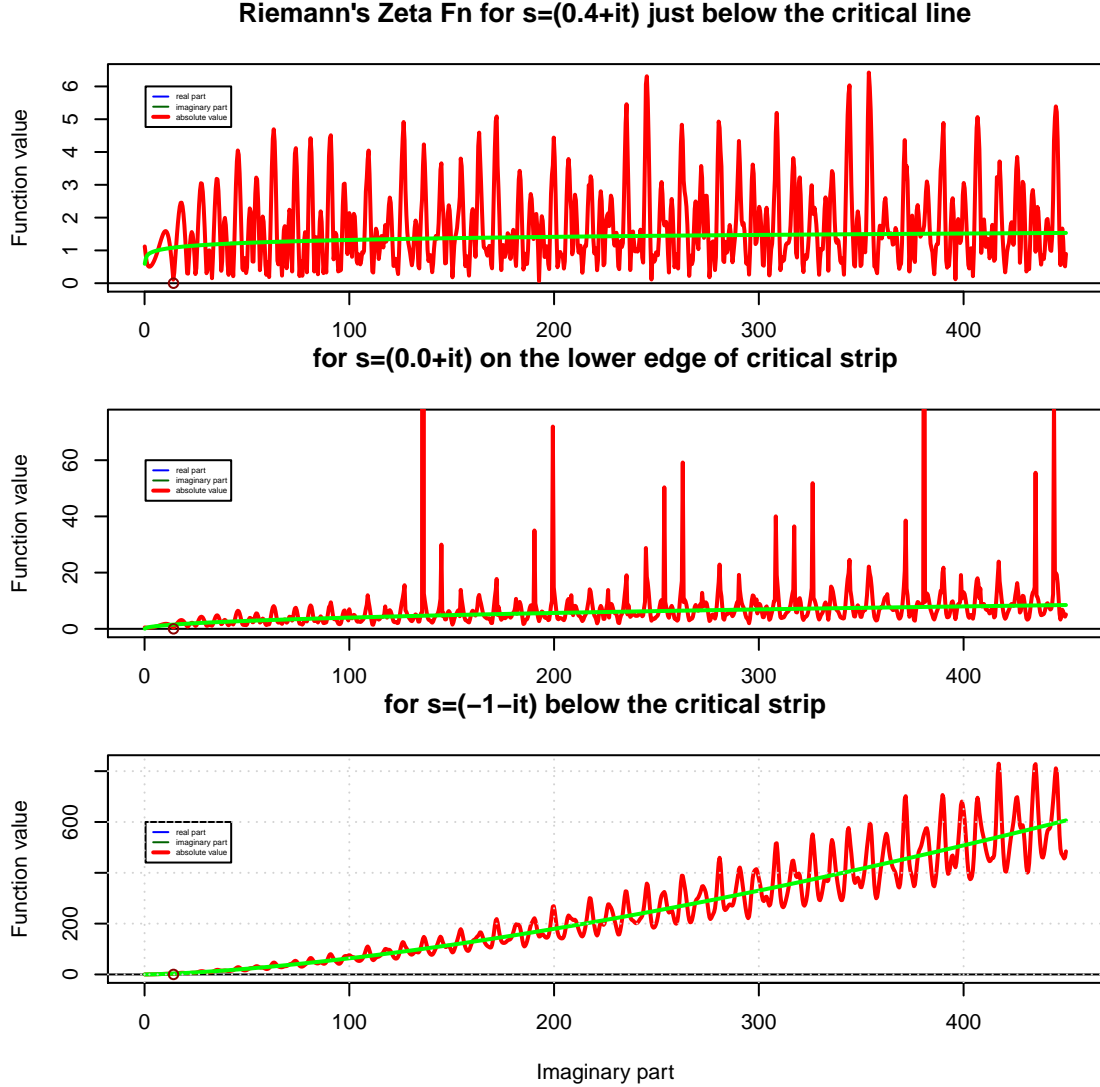 Riemann's Zeta Fn for s=(0.4+it) just below the critical line
Function value
6
5
4
3
2
1
0
real part
imaginary part
absolute value
0 100 200 300 400
for s=(0.0+it) on the lower edge of critical strip
Function value
60
40
20
0
real part
imaginary part
absolute value
0 100 200 300 400
for s=(−1−it) below the critical strip
Function value
600
200
0
real part
imaginary part
absolute value
0 100 200 300 400
Imaginary part